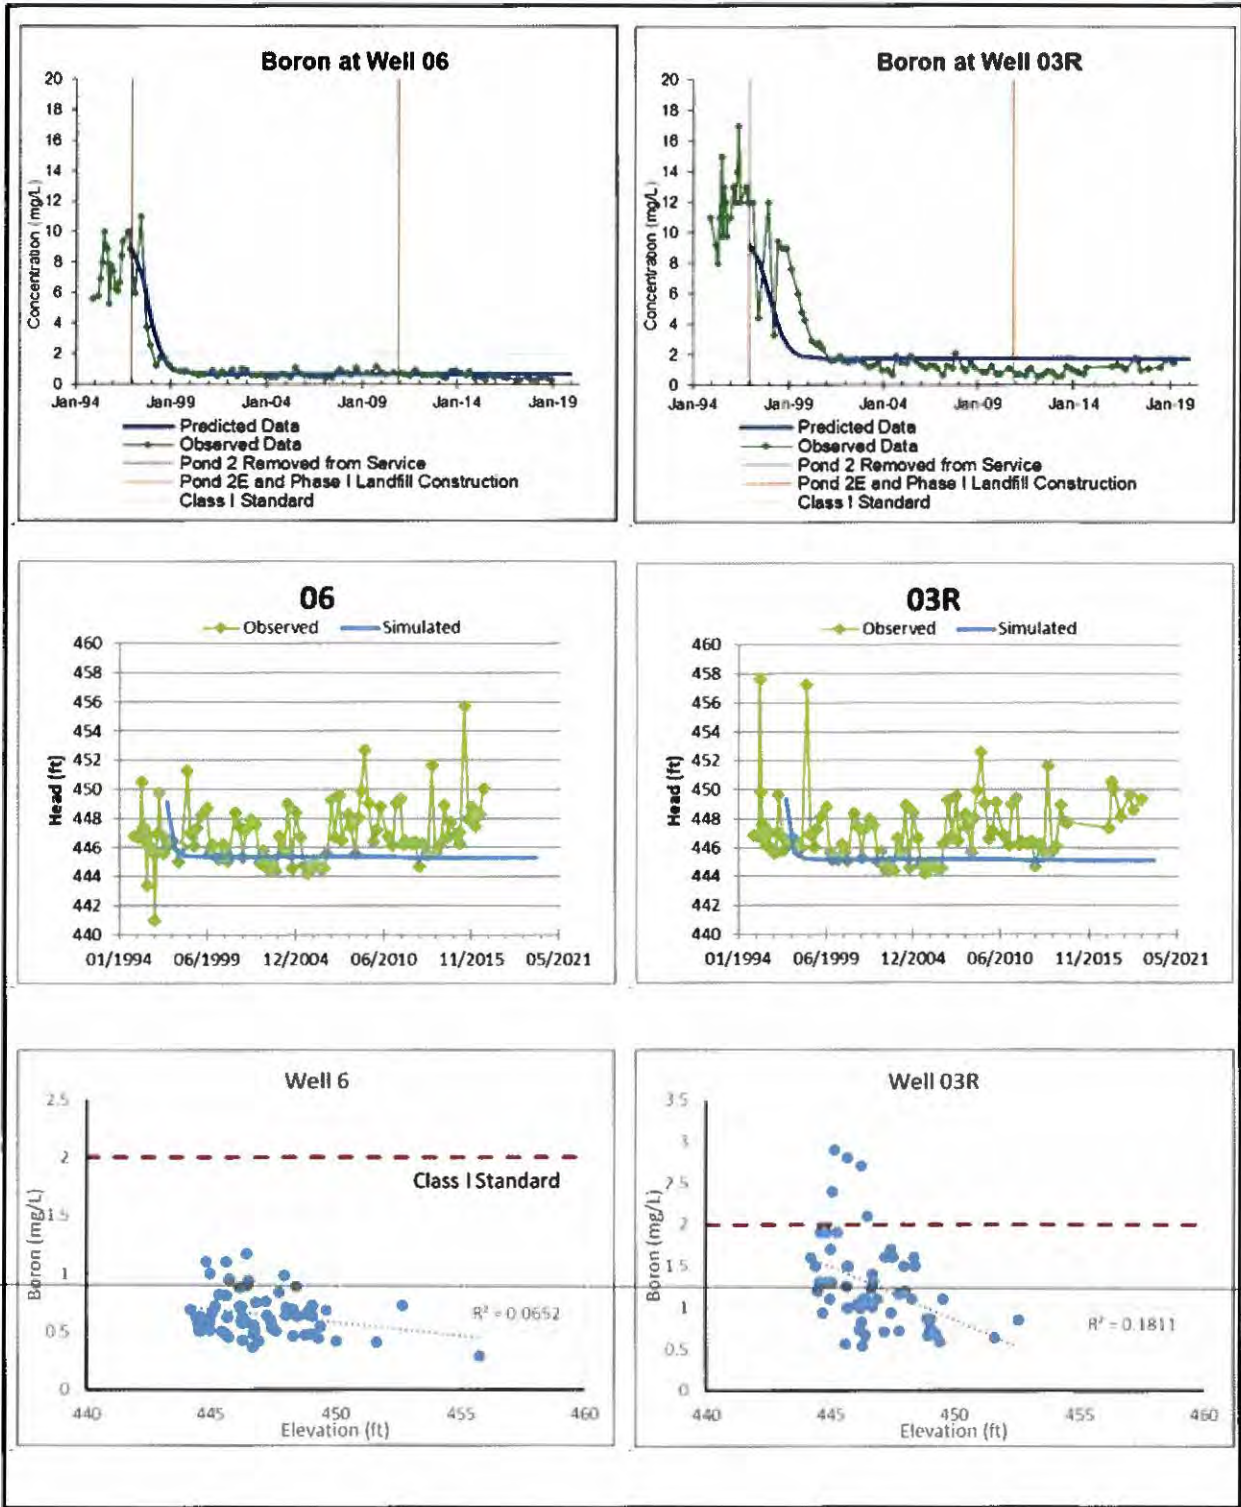 Boron at Well 06
20
18
16
14
12
10
8
6
4
2
0
Concentration (mg/L)
Jan-94 Jan-99 Jan-04 Jan-09 Jan-14 Jan-19
Predicted Data
Observed Data
Pond 2 Removed from Service
Pond 2E and Phase I Landfill Construction
Class I Standard
Boron at Well 03R
20
18
16
14
12
10
8
6
4
2
0
Concentration (mg/L)
Jan-94 Jan-99 Jan-04 Jan-09 Jan-14 Jan-19
Predicted Data
Observed Data
Pond 2 Removed from Service
Pond 2E and Phase I Landfill Construction
Class I Standard
06
Observed Simulated
460
458
456
454
452
450
448
446
444
442
440
Head (ft)
01/1994 06/1999 12/2004 06/2010 11/2015 05/2021
03R
Observed Simulated
460
458
456
454
452
450
448
446
444
442
440
Head (ft)
01/1994 06/1999 12/2004 06/2010 11/2015 05/2021
Well 6
2.5
2
1.5
1
0.5
0
Boron (mg/L)
Class I Standard
R² = 0.0652
440 445 450 455 460
Elevation (ft)
Well 03R
3.5
3
2.5
2
1.5
1
0.5
0
Boron (mg/L)
R² = 0.1811
440 445 450 455 460
Elevation (ft)